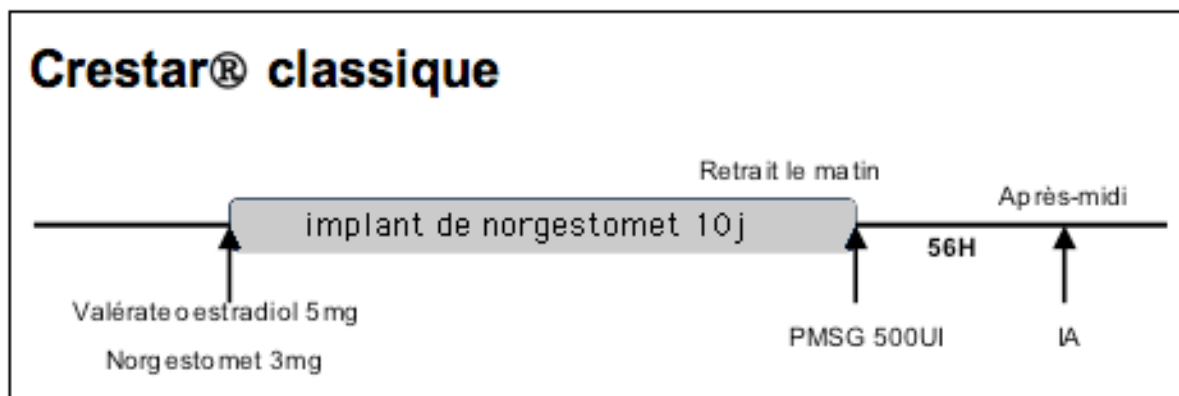 Crestar® classique
Retrait le matin
Après-midi
implant de norgestomet 10j
56H
Valérate oestradiol 5mg
PMSG 500UI
IA
Norgestomet 3mg